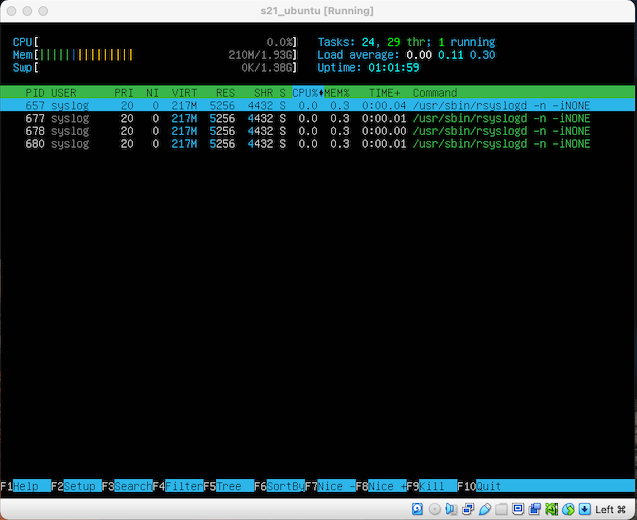 s21_ubuntu [Running]
CPU[ 0.0%] Tasks: 24, 29 thr; 1 running
Mem[|||||||||||||||||| 210M/1.93G] Load average: 0.00 0.11 0.30
Swp[ 0K/1.38G] Uptime: 01:01:59
PID USER PRI NI VIRT RES SHR S CPU%♦MEM% TIME+ Command
657 syslog 20 0 217M 5256 4432 S 0.0 0.3 0:00.04 /usr/sbin/rsyslogd -n -iNONE
677 syslog 20 0 217M 5256 4432 S 0.0 0.3 0:00.01 /usr/sbin/rsyslogd -n -iNONE
678 syslog 20 0 217M 5256 4432 S 0.0 0.3 0:00.00 /usr/sbin/rsyslogd -n -iNONE
680 syslog 20 0 217M 5256 4432 S 0.0 0.3 0:00.01 /usr/sbin/rsyslogd -n -iNONE
F1Help F2Setup F3SearchF4FilterF5Tree F6SortByF7Nice -F8Nice +F9Kill F10Quit
Left ⌘